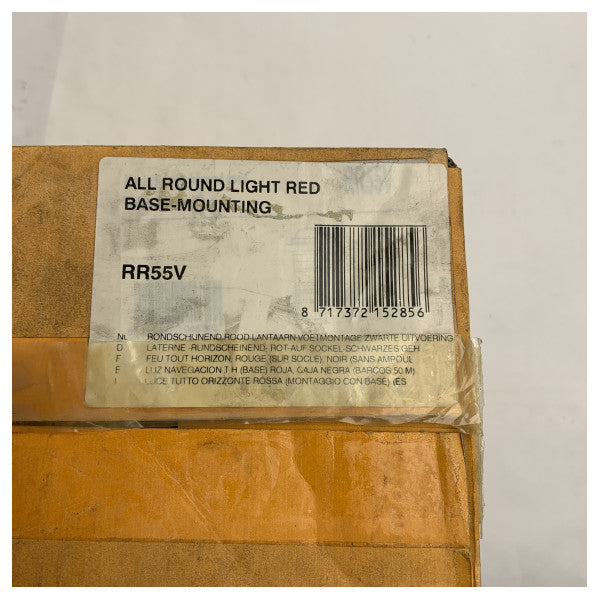 ALL ROUND LIGHT RED
BASE-MOUNTING
RR55V
8 717372 152856
NL RONDSCHIJNEND, ROOD LANTAARN-VOETMONTAGE ZWARTE UITVOERING
D LATERNE -RUNDSCHEINEND- ROT-AUF SOCKEL-SCHWARZES GEH
F FEU TOUT HORIZON, ROUGE (SUR SOCLE), NOIR (SANS AMPOUL
E LUZ NAVEGACION T H (BASE) ROJA, CAJA NEGRA (BARCOS 50 M)
I LUCE TUTTO ORIZZONTE ROSSA (MONTAGGIO CON BASE) (ES